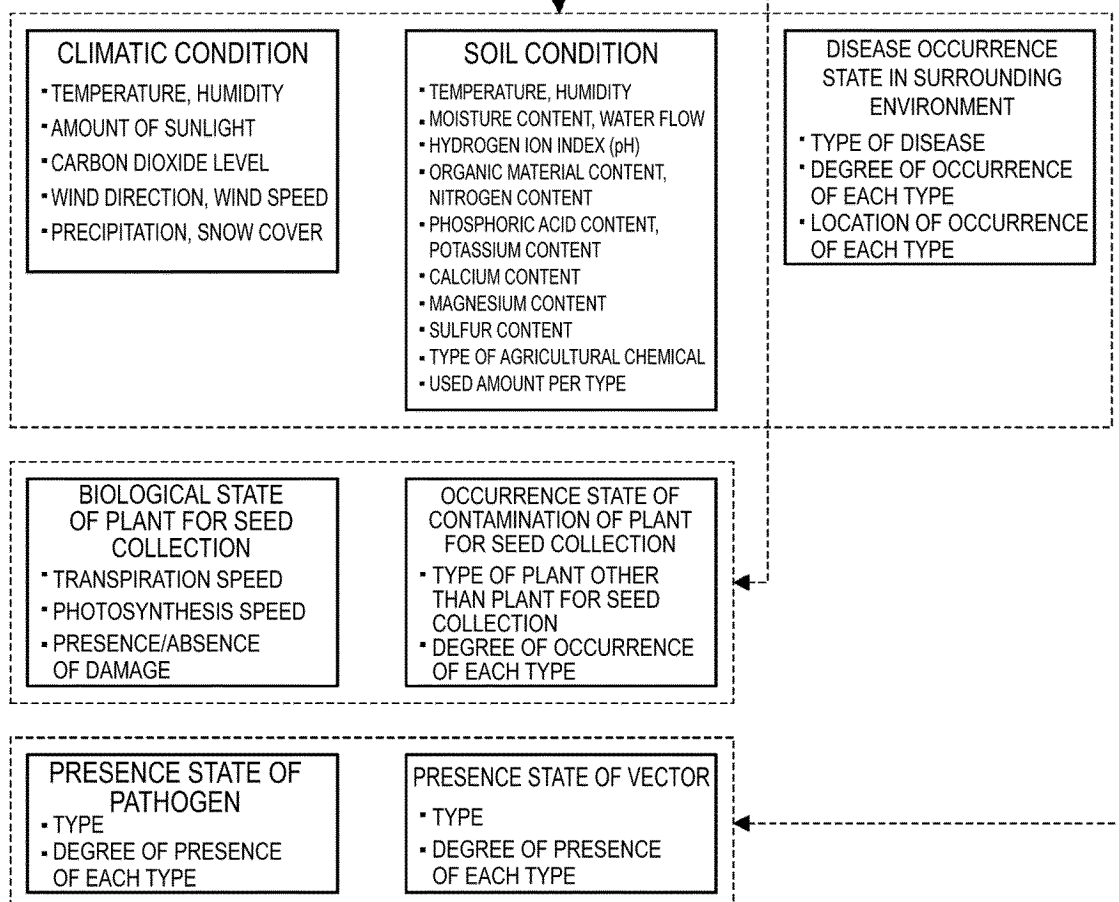 CLIMATIC CONDITION
▪ TEMPERATURE, HUMIDITY
▪ AMOUNT OF SUNLIGHT
▪ CARBON DIOXIDE LEVEL
▪ WIND DIRECTION, WIND SPEED
▪ PRECIPITATION, SNOW COVER
SOIL CONDITION
▪ TEMPERATURE, HUMIDITY
▪ MOISTURE CONTENT, WATER FLOW
▪ HYDROGEN ION INDEX (pH)
▪ ORGANIC MATERIAL CONTENT,
NITROGEN CONTENT
▪ PHOSPHORIC ACID CONTENT,
POTASSIUM CONTENT
▪ CALCIUM CONTENT
▪ MAGNESIUM CONTENT
▪ SULFUR CONTENT
▪ TYPE OF AGRICULTURAL CHEMICAL
▪ USED AMOUNT PER TYPE
DISEASE OCCURRENCE
STATE IN SURROUNDING
ENVIRONMENT
▪ TYPE OF DISEASE
▪ DEGREE OF OCCURRENCE
OF EACH TYPE
▪ LOCATION OF OCCURRENCE
OF EACH TYPE
BIOLOGICAL STATE
OF PLANT FOR SEED
COLLECTION
▪ TRANSPIRATION SPEED
▪ PHOTOSYNTHESIS SPEED
▪ PRESENCE/ABSENCE
OF DAMAGE
OCCURRENCE STATE OF
CONTAMINATION OF PLANT
FOR SEED COLLECTION
▪ TYPE OF PLANT OTHER
THAN PLANT FOR SEED
COLLECTION
▪ DEGREE OF OCCURRENCE
OF EACH TYPE
PRESENCE STATE OF
PATHOGEN
▪ TYPE
▪ DEGREE OF PRESENCE
OF EACH TYPE
PRESENCE STATE OF VECTOR
▪ TYPE
▪ DEGREE OF PRESENCE
OF EACH TYPE